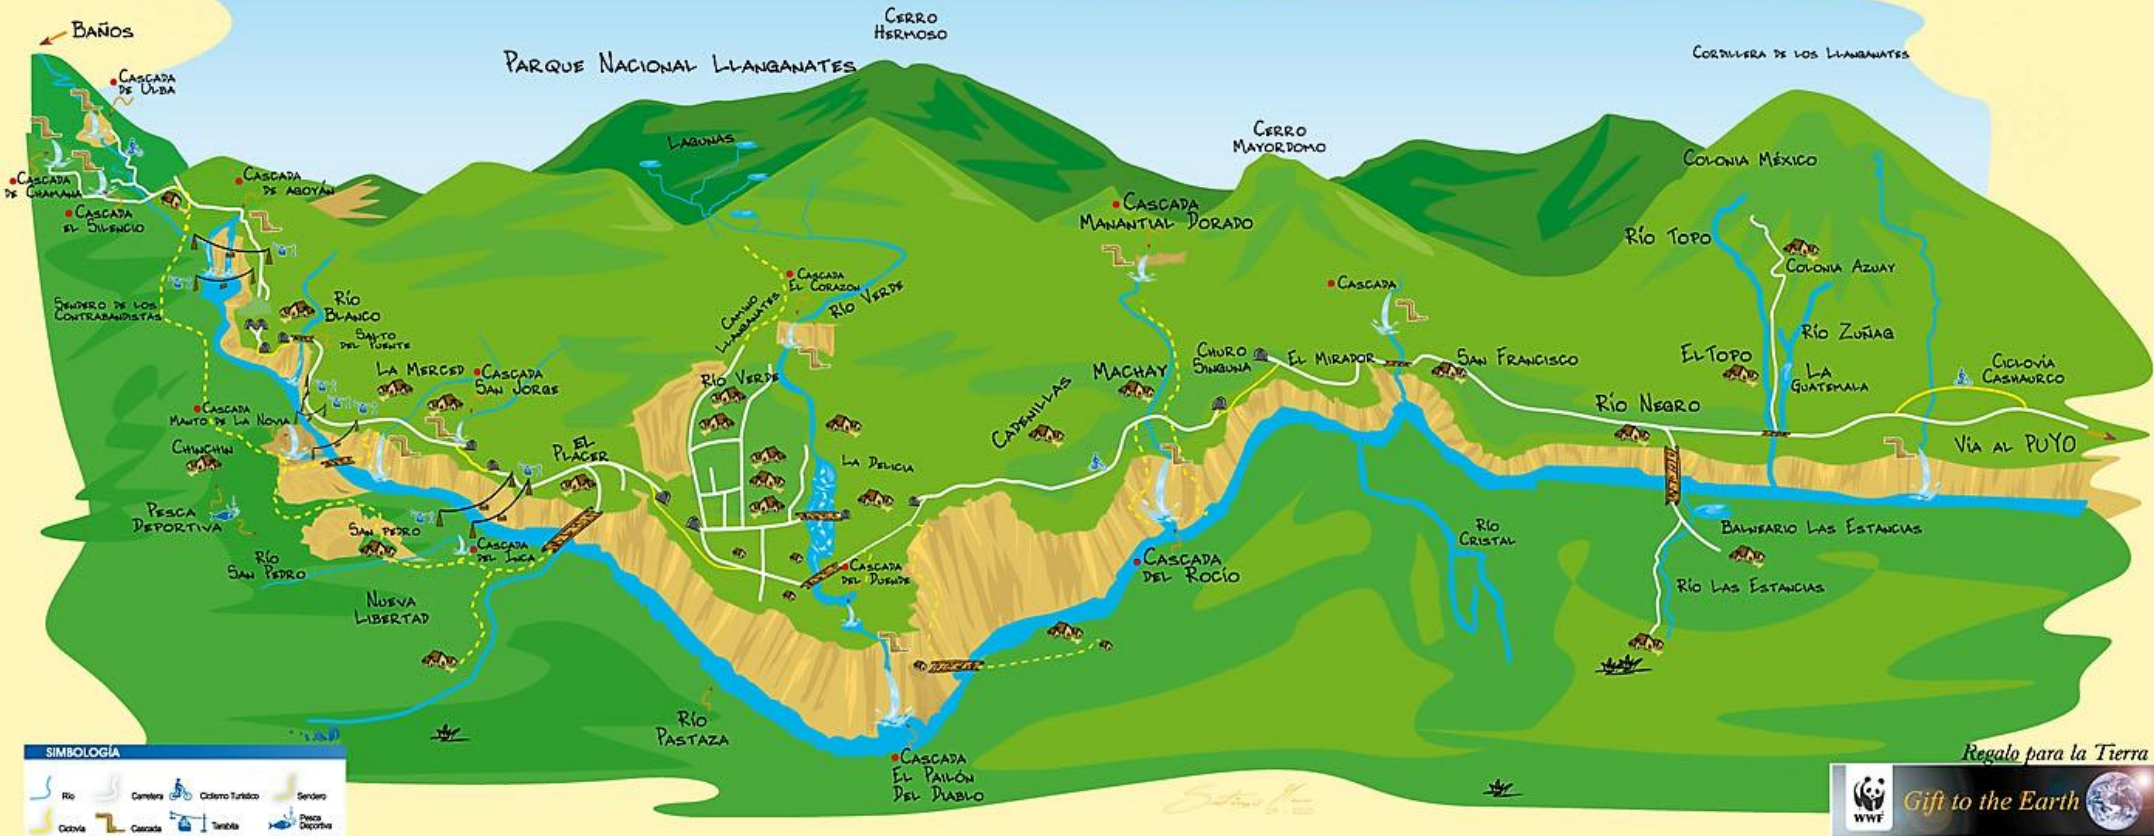 BAÑOS
CASCADA
DE ULBA
CASCADA
DE CHAMANA
CASCADA
EL SILENCIO
CASCADA
DE AGOYÁN
PARQUE NACIONAL LLANGANATES
CERRO
HERMOSO
LAGUNAS
CERRO
MAYORDOMO
CORDILLERA DE LOS LLANGANATES
COLONIA MÉXICO
CASCADA
MANANTIAL DORADO
RÍO TOPO
COLONIA AZUAY
CASCADA
CASCADA
EL CORAZON
RÍO VERDE
CAMINO
LLANGANATES
SENDERO DE LOS
CONTRABANDISTAS
RÍO
BLANCO
SALTO
DEL PUENTE
LA MERCED
CASCADA
SAN JORGE
RÍO VERDE
MACHAY
CHURO
SINGUNA
EL MIRADOR
SAN FRANCISCO
EL TOPO
RÍO ZUÑAG
LA
GUATEMALA
CICLOVÍA
CASHAURCO
CASCADA
MANTO DE LA NOVIA
CHINCHIN
CADENILLAS
RÍO NEGRO
VÍA AL PUYO
EL
PLACER
LA DELICIA
PESCA
DEPORTIVA
SAN PEDRO
CASCADA
DEL INCA
RÍO
SAN PEDRO
NUEVA
LIBERTAD
CASCADA
DEL DUENDE
CASCADA
DEL ROCÍO
RÍO
CRISTAL
BALNEARIO LAS ESTANCIAS
RÍO LAS ESTANCIAS
RÍO
PASTAZA
CASCADA
EL PAILÓN
DEL DIABLO
SIMBOLOGÍA
Río
Carretera
Ciclismo Turístico
Sendero
Ciclovía
Cascada
Tarabita
Pesca
Deportiva
Regalo para la Tierra
WWF
Gift to the Earth